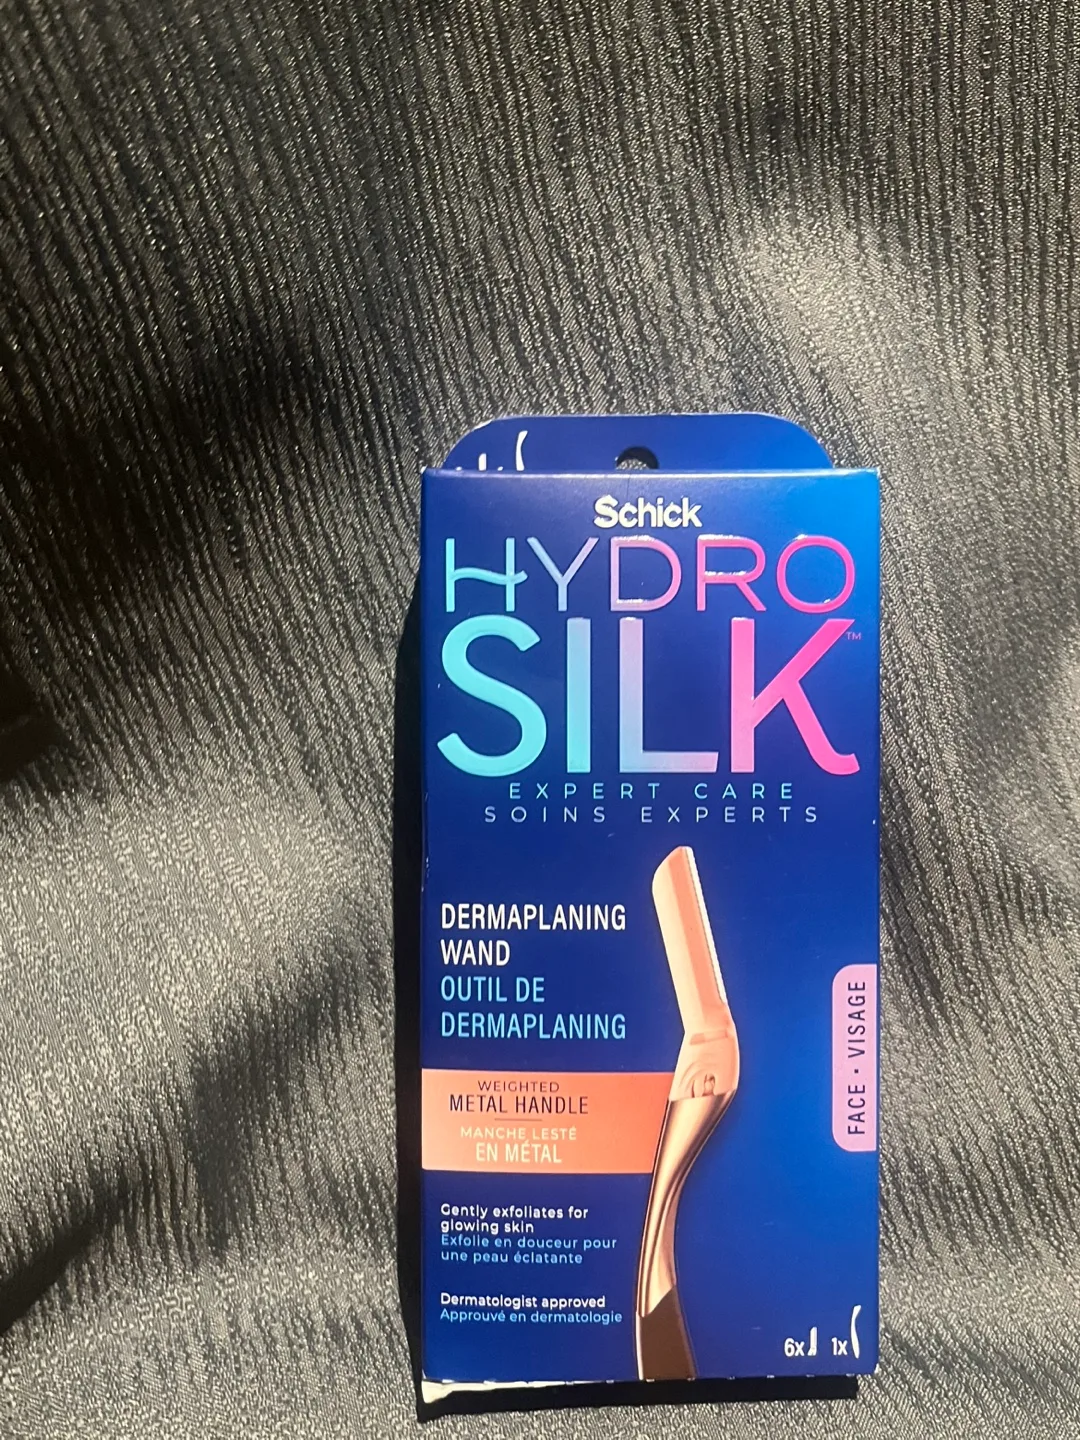 Schick
HYDRO
SILK™
EXPERT CARE
SOINS EXPERTS
DERMAPLANING
WAND
OUTIL DE
DERMAPLANING
WEIGHTED
METAL HANDLE
MANCHE LESTÉ
EN MÉTAL
FACE • VISAGE
Gently exfoliates for
glowing skin
Exfolie en douceur pour
une peau éclatante
Dermatologist approved
Approuvé en dermatologie
6x 1x